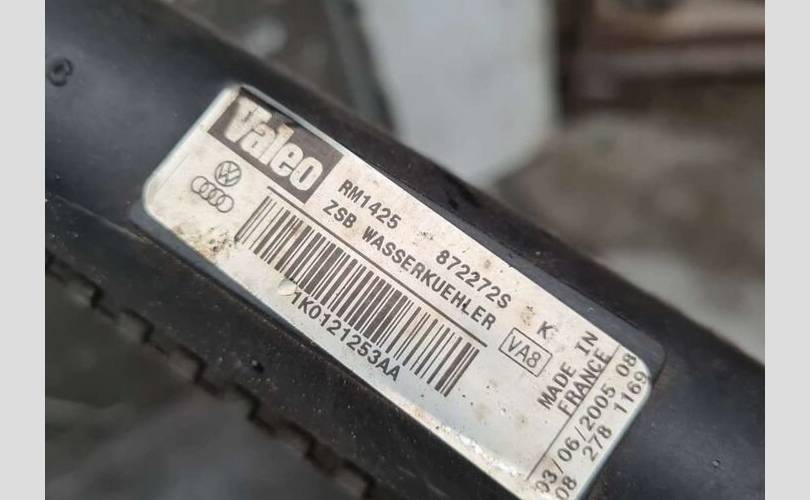 Valeo
RM1425 872272S K
ZSB WASSERKUEHLER VA8
1K0121253AA
MADE IN
FRANCE
03/06/2005 08
08 278 1169